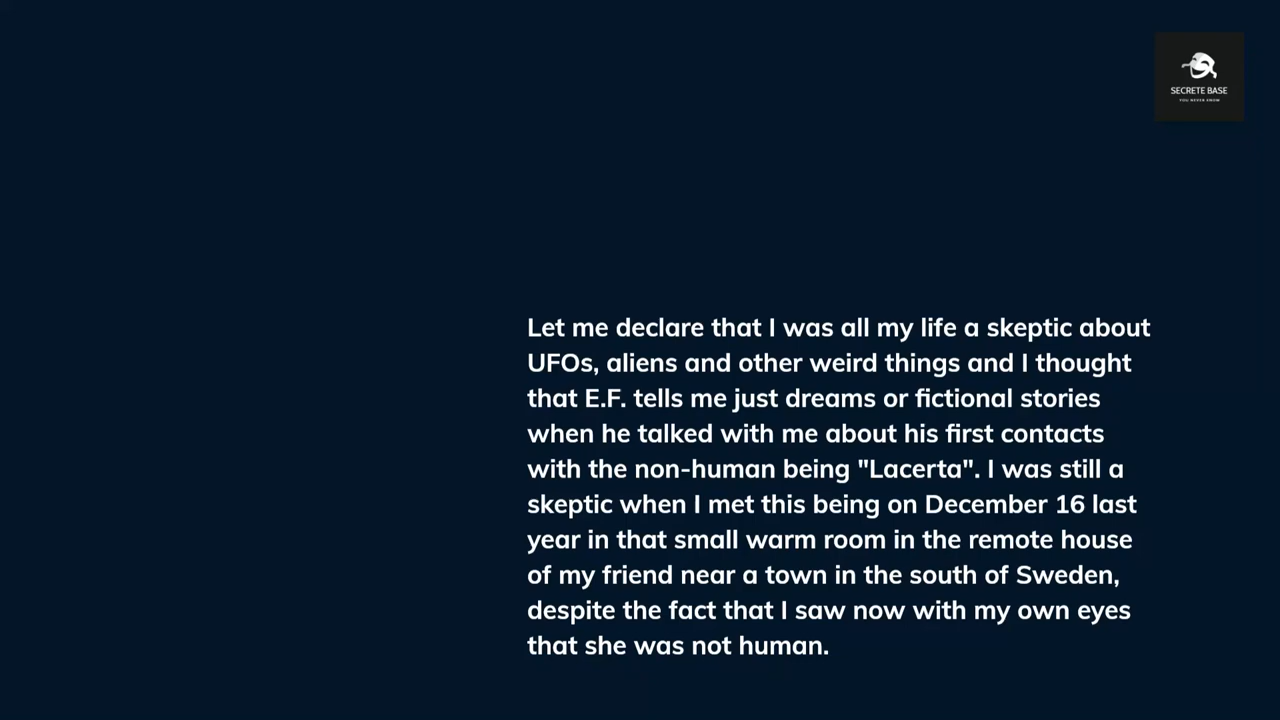 SECRETE BASE
YOU NEVER KNOW
Let me declare that I was all my life a skeptic about
UFOs, aliens and other weird things and I thought
that E.F. tells me just dreams or fictional stories
when he talked with me about his first contacts
with the non-human being "Lacerta". I was still a
skeptic when I met this being on December 16 last
year in that small warm room in the remote house
of my friend near a town in the south of Sweden,
despite the fact that I saw now with my own eyes
that she was not human.